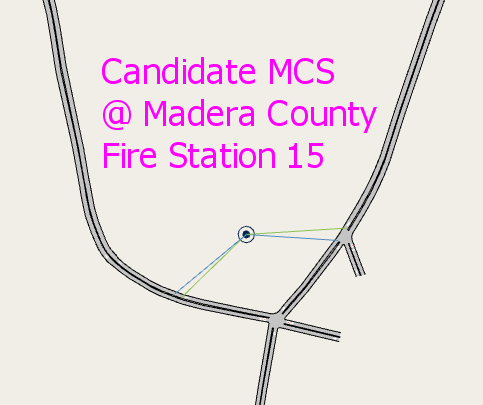 Candidate MCS
@ Madera County
Fire Station 15